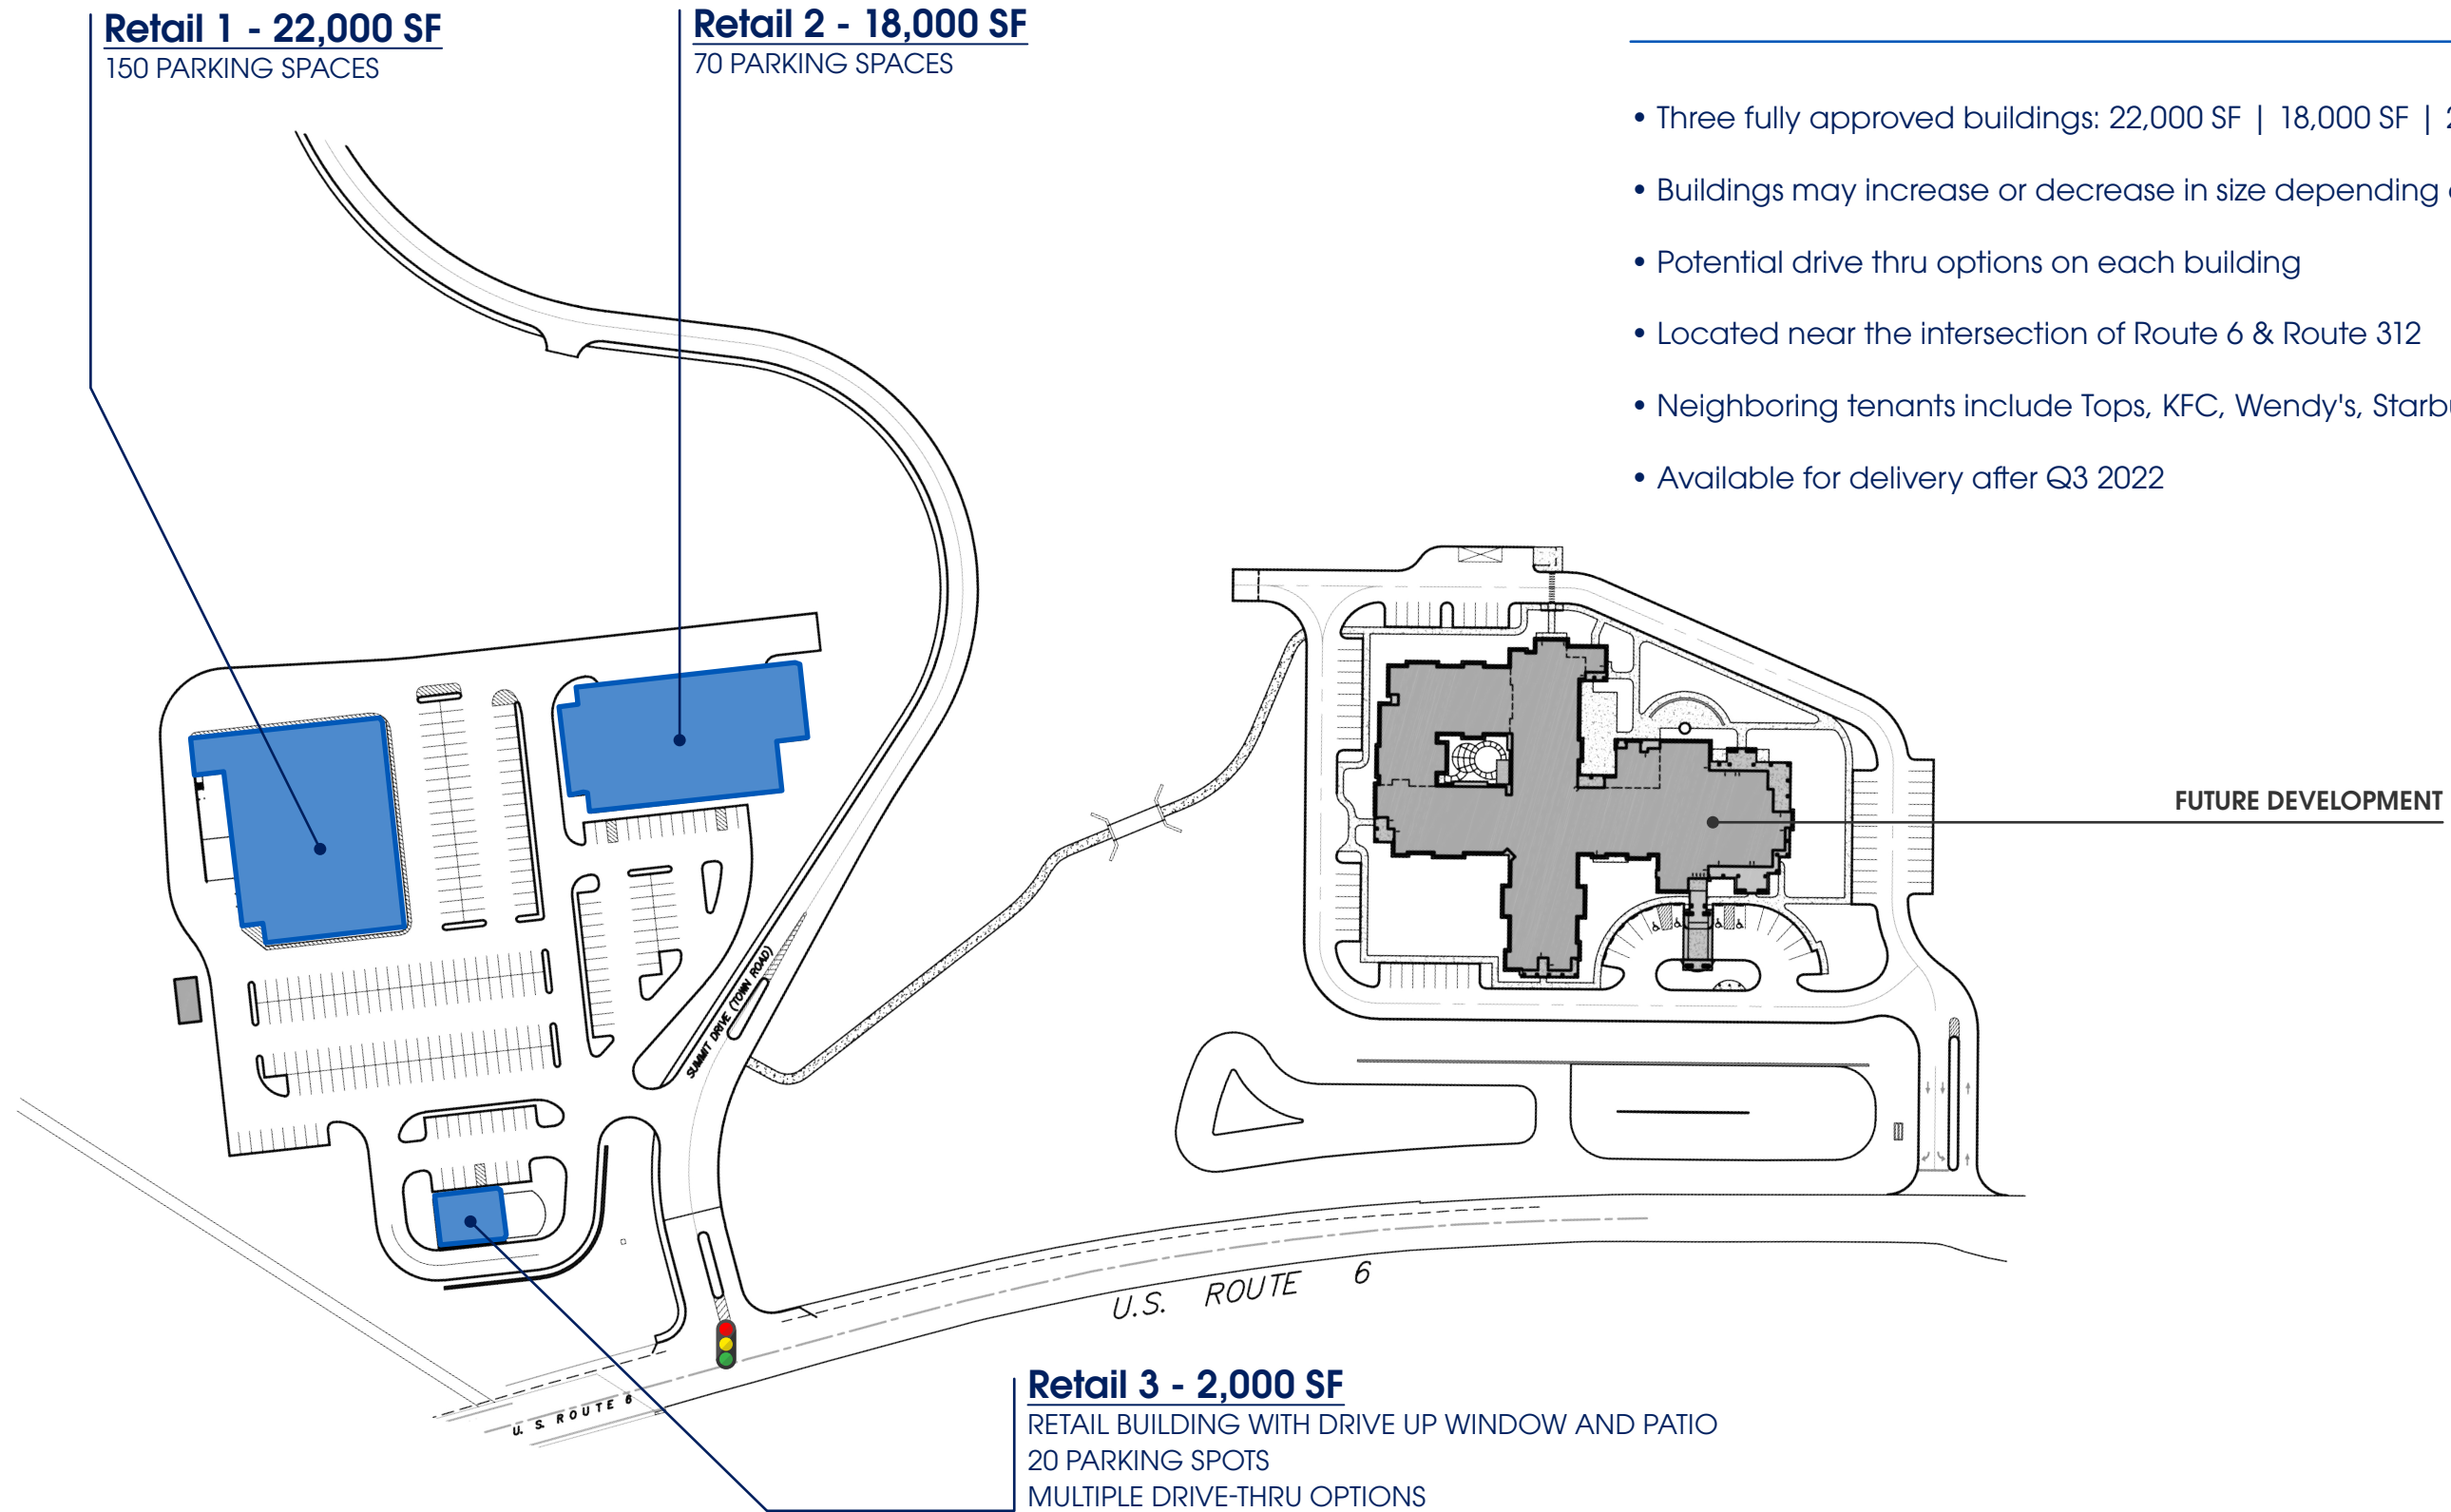 Retail 1 - 22,000 SF
150 PARKING SPACES
Retail 2 - 18,000 SF
70 PARKING SPACES
• Three fully approved buildings: 22,000 SF | 18,000 SF |
• Buildings may increase or decrease in size depending
• Potential drive thru options on each building
• Located near the intersection of Route 6 & Route 312
• Neighboring tenants include Tops, KFC, Wendy's,
• Available for delivery after Q3 2022
FUTURE DEVELOPMENT
SUMMIT DRIVE (TOWN ROAD)
U.S. ROUTE 6
U. S. ROUTE 6
Retail 3 - 2,000 SF
RETAIL BUILDING WITH DRIVE UP WINDOW AND PATIO
20 PARKING SPOTS
MULTIPLE DRIVE-THRU OPTIONS